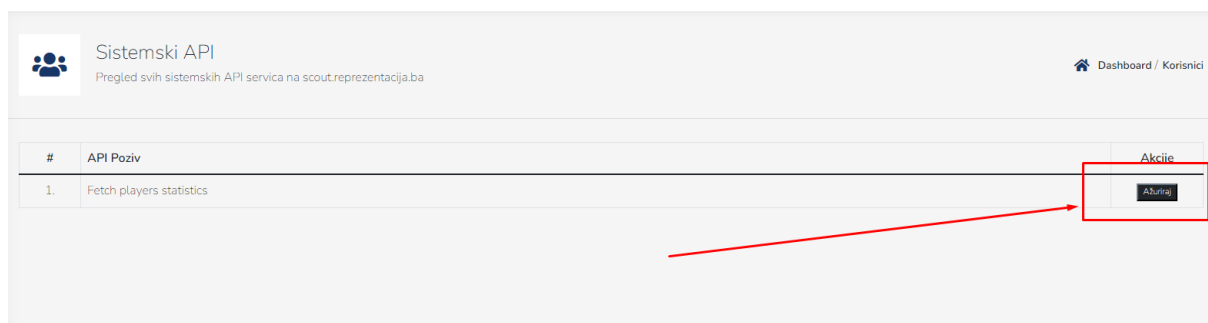 Sistemski API
Pregled svih sistemskih API servica na scout.reprezentacija.ba
Dashboard / Korisnici
# API Poziv Akcije
1. Fetch players statistics Ažuriraj